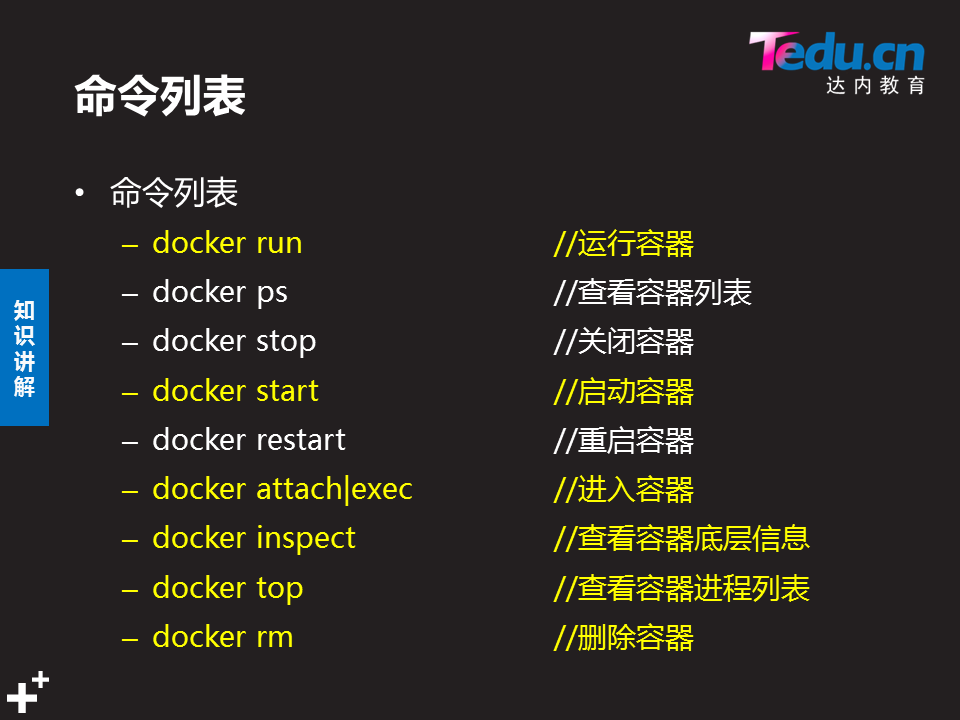 Tedu.cn
达内教育
命令列表
• 命令列表
– docker run //运行容器
– docker ps //查看容器列表
– docker stop //关闭容器
– docker start //启动容器
– docker restart //重启容器
– docker attach|exec //进入容器
– docker inspect //查看容器底层信息
– docker top //查看容器进程列表
– docker rm //删除容器
知识讲解